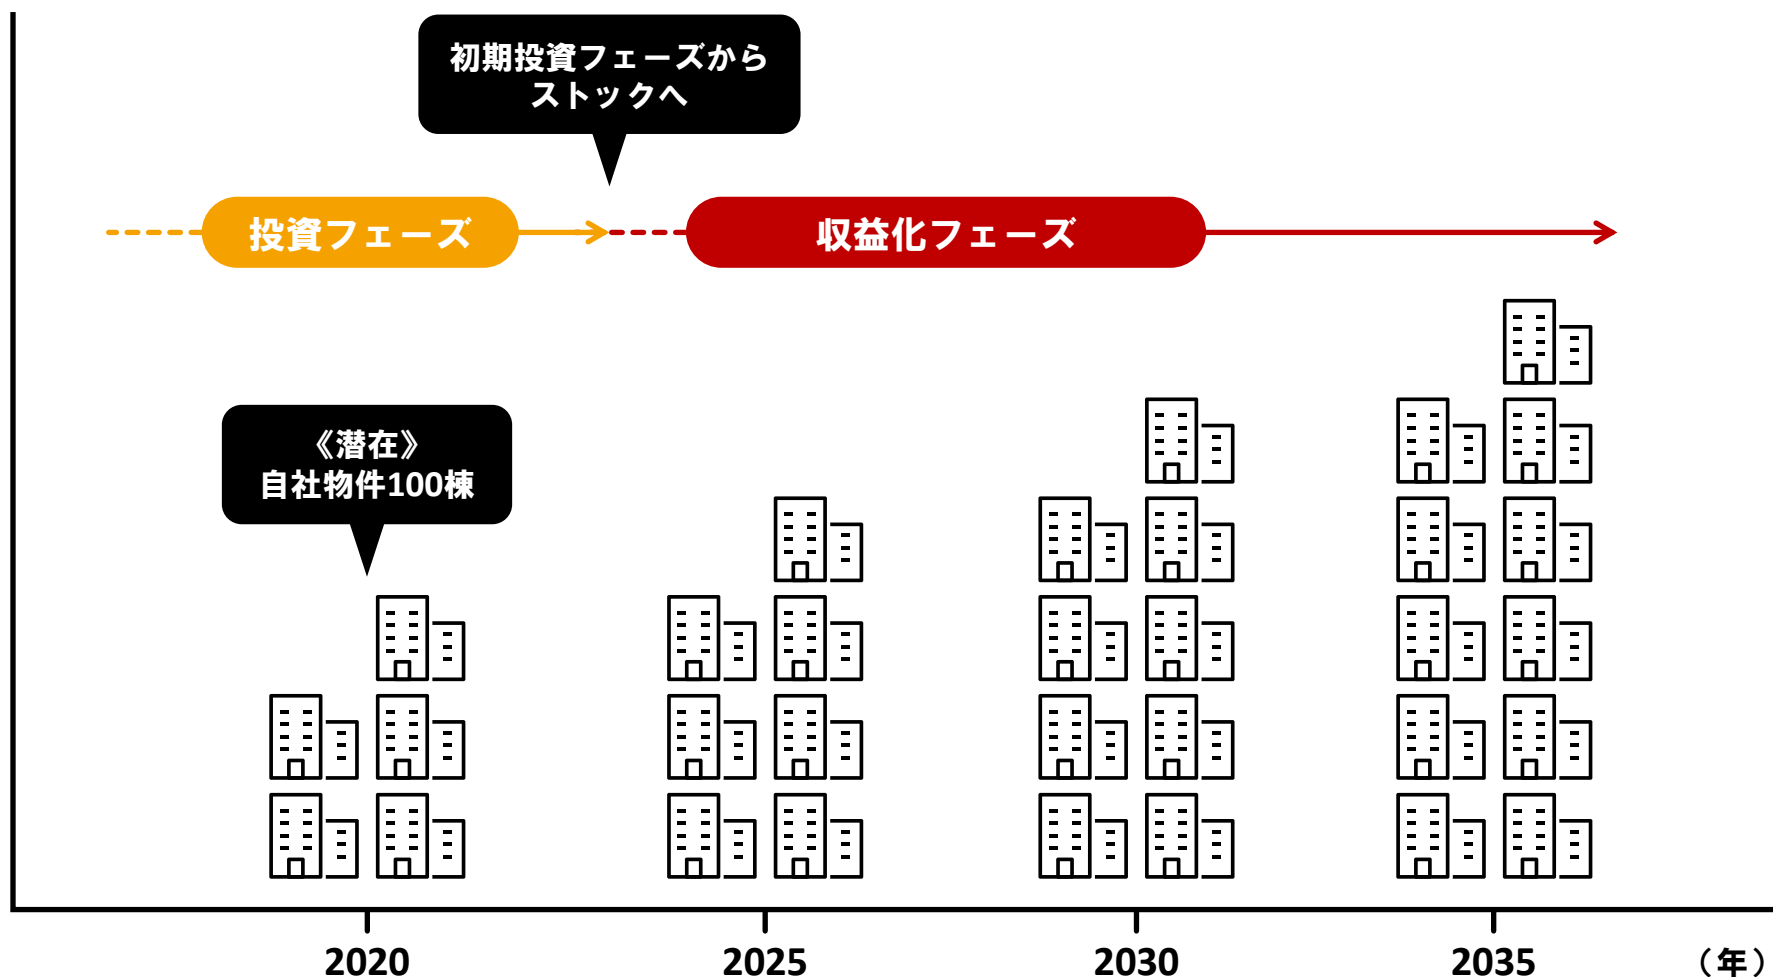 初期投資フェーズから
ストックへ
投資フェーズ
収益化フェーズ
《潜在》
自社物件100棟
2020
2025
2030
2035
（年）